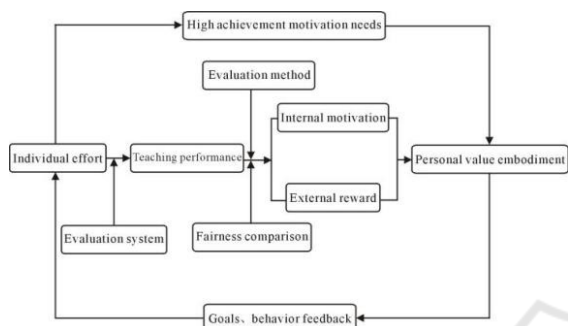 High achievement motivation needs
Evaluation method
Internal motivation
Individual effort
Teaching performance
Personal value embodiment
External reward
Evaluation system
Fairness comparison
Goals、behavior feedback